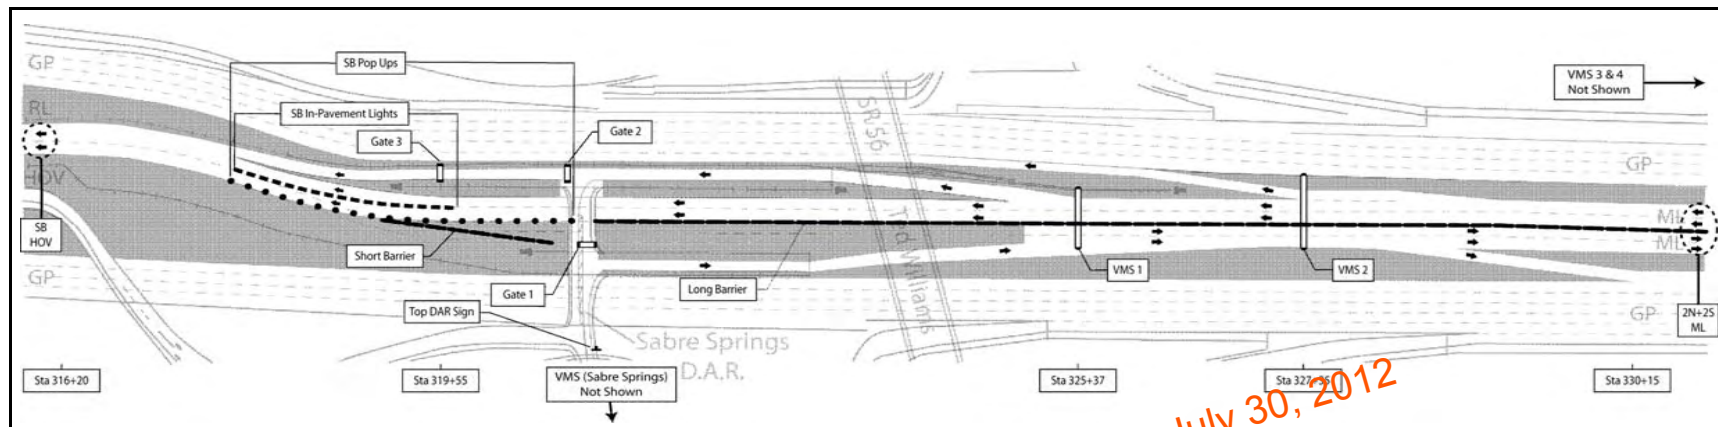 GP
SB Pop Ups
VMS 3 & 4
Not Shown
RL
SB In-Pavement Lights
SR 56
Gate 3
Gate 2
GP
HOV
SB
HOV
ML
ML
Short Barrier
Ted Williams
GP
Gate 1
Long Barrier
VMS 1
VMS 2
Top DAR Sign
GP
2N+2S
ML
Sabre Springs
D.A.R.
Sta 316+20
Sta 319+55
VMS (Sabre Springs)
Not Shown
Sta 325+37
Sta 330+15
July 30, 2012